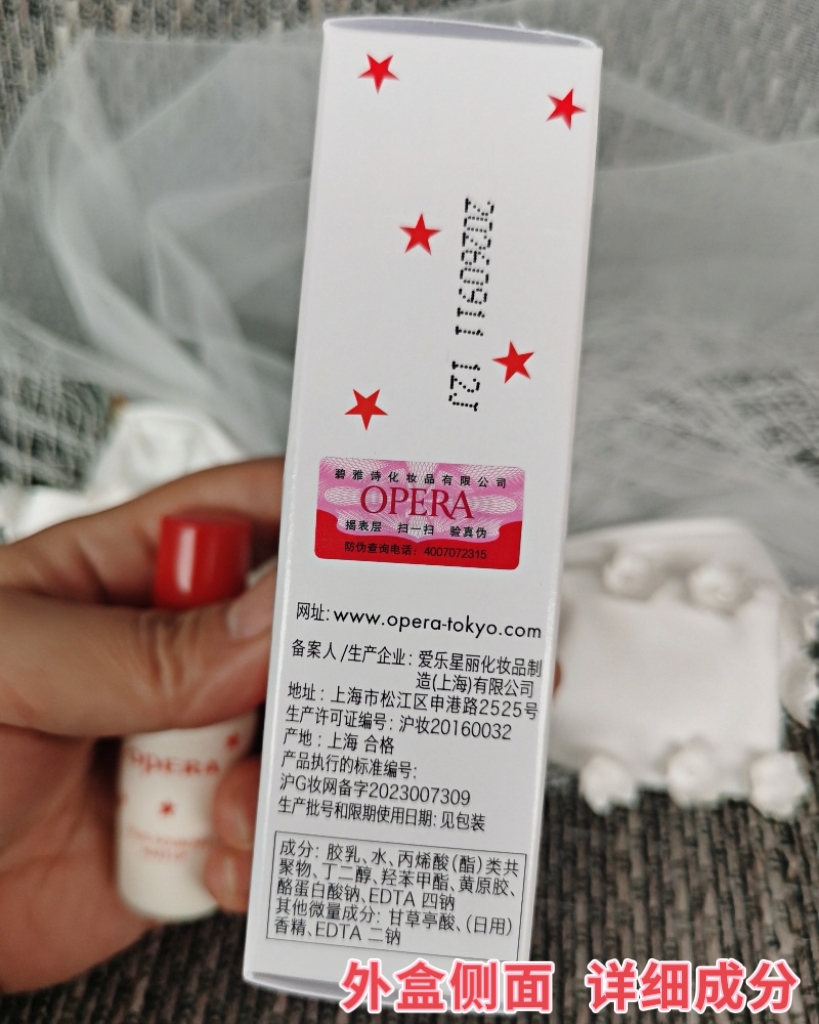 20260911 12J
碧雅诗化妆品有限公司
OPERA
揭表层 扫一扫 验真伪
防伪查询电话：4007072315
网址:www.opera-tokyo.com
备案人/生产企业：爱乐星丽化妆品制
造(上海)有限公司
地址：上海市松江区申港路2525号
生产许可证编号：沪妆20160032
产地：上海 合格
产品执行的标准编号:
沪G妆网备字2023007309
生产批号和限期使用日期:见包装
成分：胶乳、水、丙烯酸(酯)类共
聚物、丁二醇、羟苯甲酯、黄原胶、
酪蛋白酸钠、EDTA 四钠
其他微量成分：甘草亭酸、(日用)
香精、EDTA 二钠
OPERA
外盒侧面 详细成分